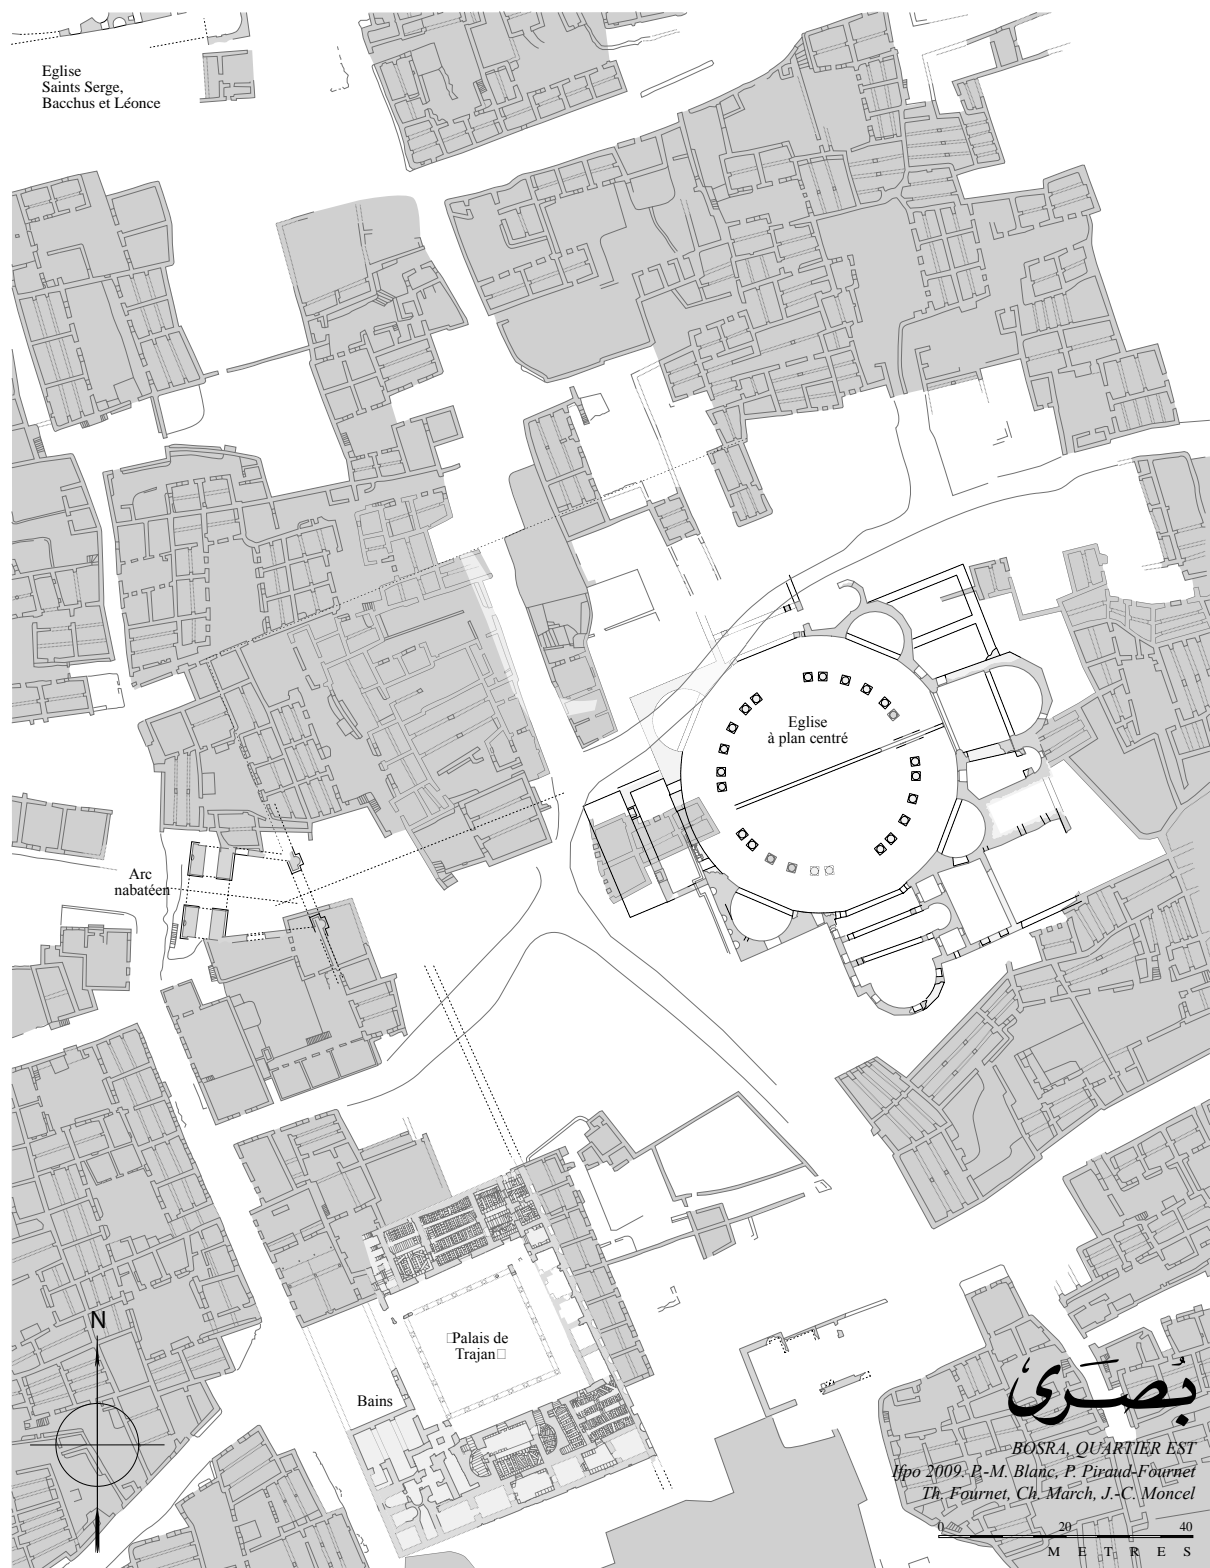 Eglise
Saints Serge,
Bacchus et Léonce
Eglise
à plan centré
Arc
nabatéen
N
Palais de
Trajan
Bains
بُصرَى
BOSRA, QUARTIER EST
Ifpo 2009. P.-M. Blanc, P. Piraud-Fournet
Th. Fournet, Ch. March, J.-C. Moncel
0 20 40
M E T R E S